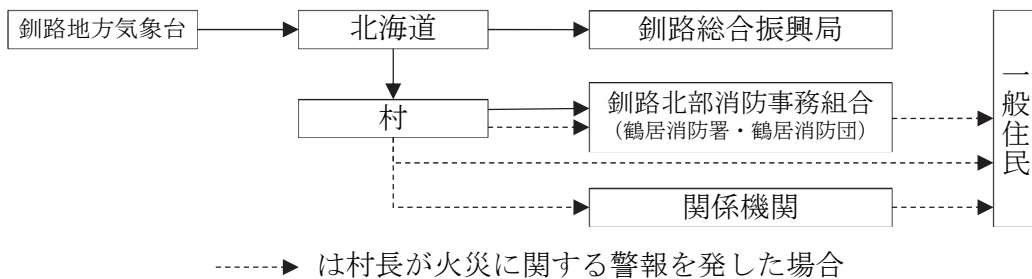 釧路地方気象台
北海道
釧路総合振興局
村
釧路北部消防事務組合
（鶴居消防署・鶴居消防団）
関係機関
一般住民
は村長が火災に関する警報を発した場合